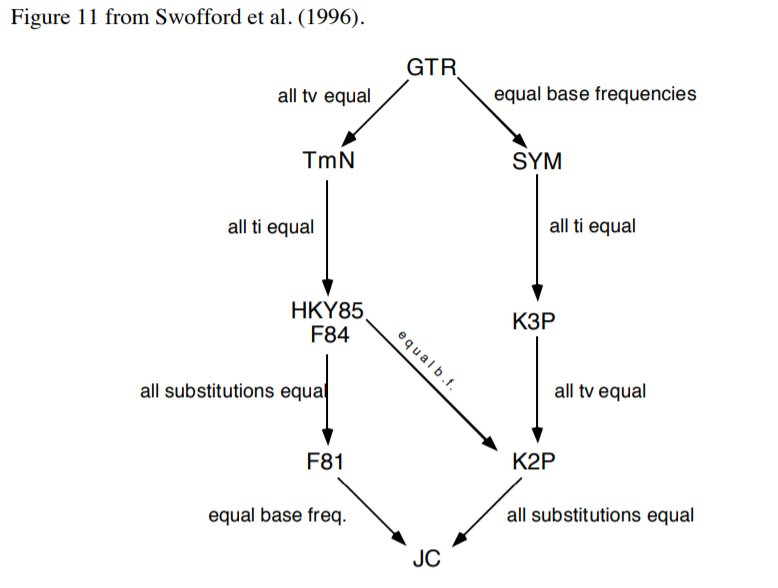 Figure 11 from Swofford et al. (1996).
GTR
all tv equal
equal base frequencies
TmN
SYM
all ti equal
all ti equal
HKY85
F84
K3P
equal b.f.
all substitutions equal
all tv equal
F81
K2P
equal base freq.
all substitutions equal
JC